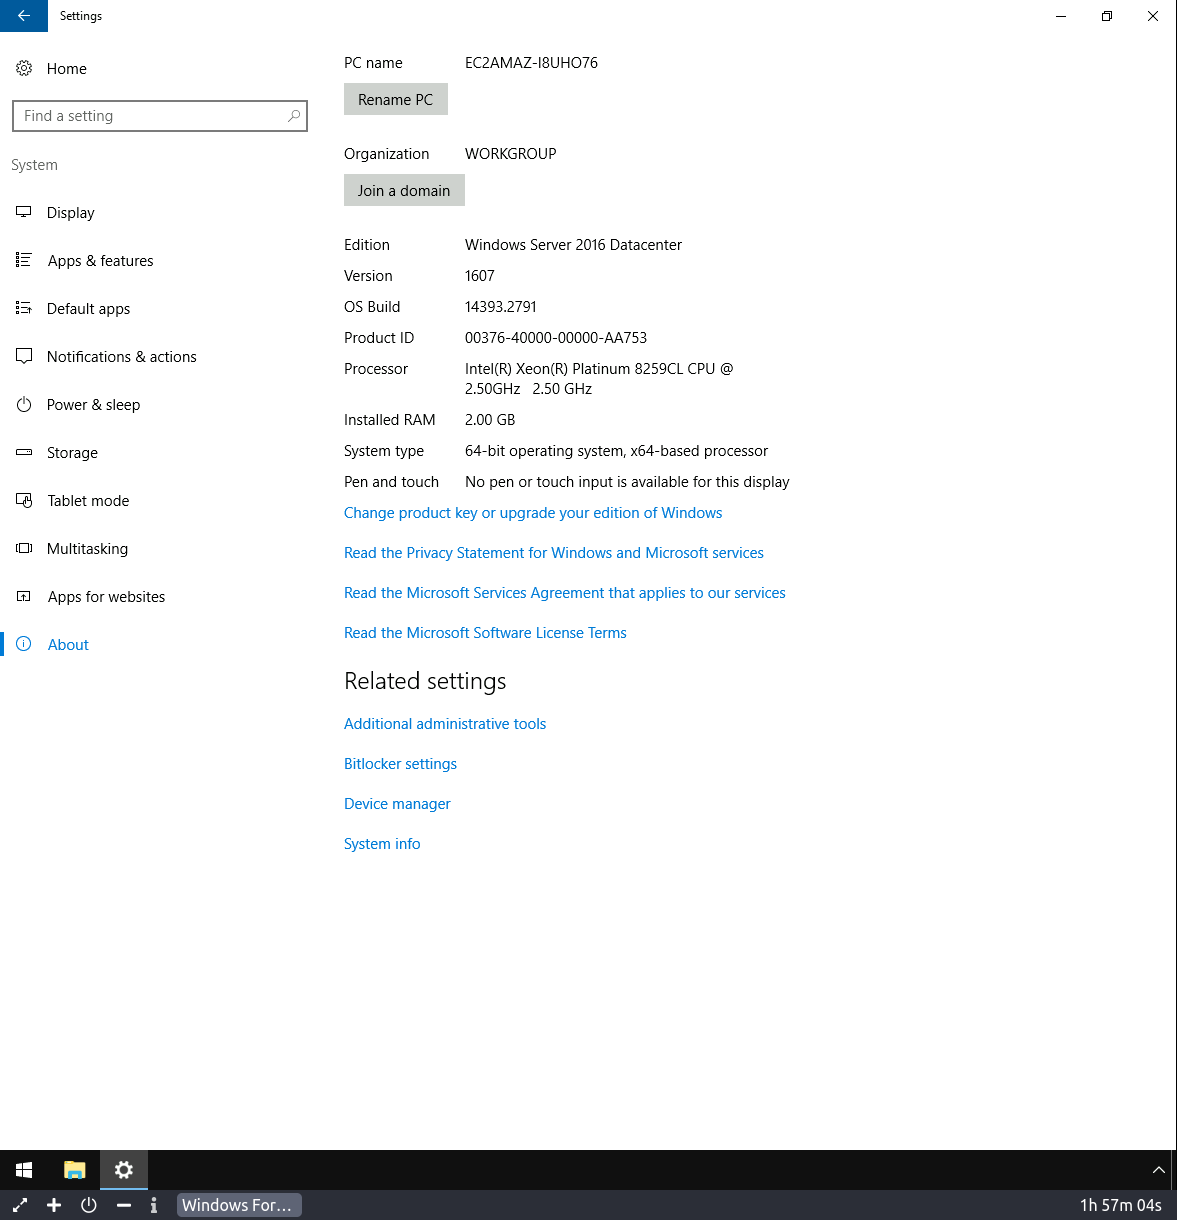 Settings
Home
Find a setting
System
Display
Apps & features
Default apps
Notifications & actions
Power & sleep
Storage
Tablet mode
Multitasking
Apps for websites
About
PC name EC2AMAZ-I8UHO76
Rename PC
Organization WORKGROUP
Join a domain
Edition Windows Server 2016 Datacenter
Version 1607
OS Build 14393.2791
Product ID 00376-40000-00000-AA753
Processor Intel(R) Xeon(R) Platinum 8259CL CPU @
2.50GHz 2.50 GHz
Installed RAM 2.00 GB
System type 64-bit operating system, x64-based processor
Pen and touch No pen or touch input is available for this display
Change product key or upgrade your edition of Windows
Read the Privacy Statement for Windows and Microsoft services
Read the Microsoft Services Agreement that applies to our services
Read the Microsoft Software License Terms
Related settings
Additional administrative tools
Bitlocker settings
Device manager
System info
Windows For...
1h 57m 04s